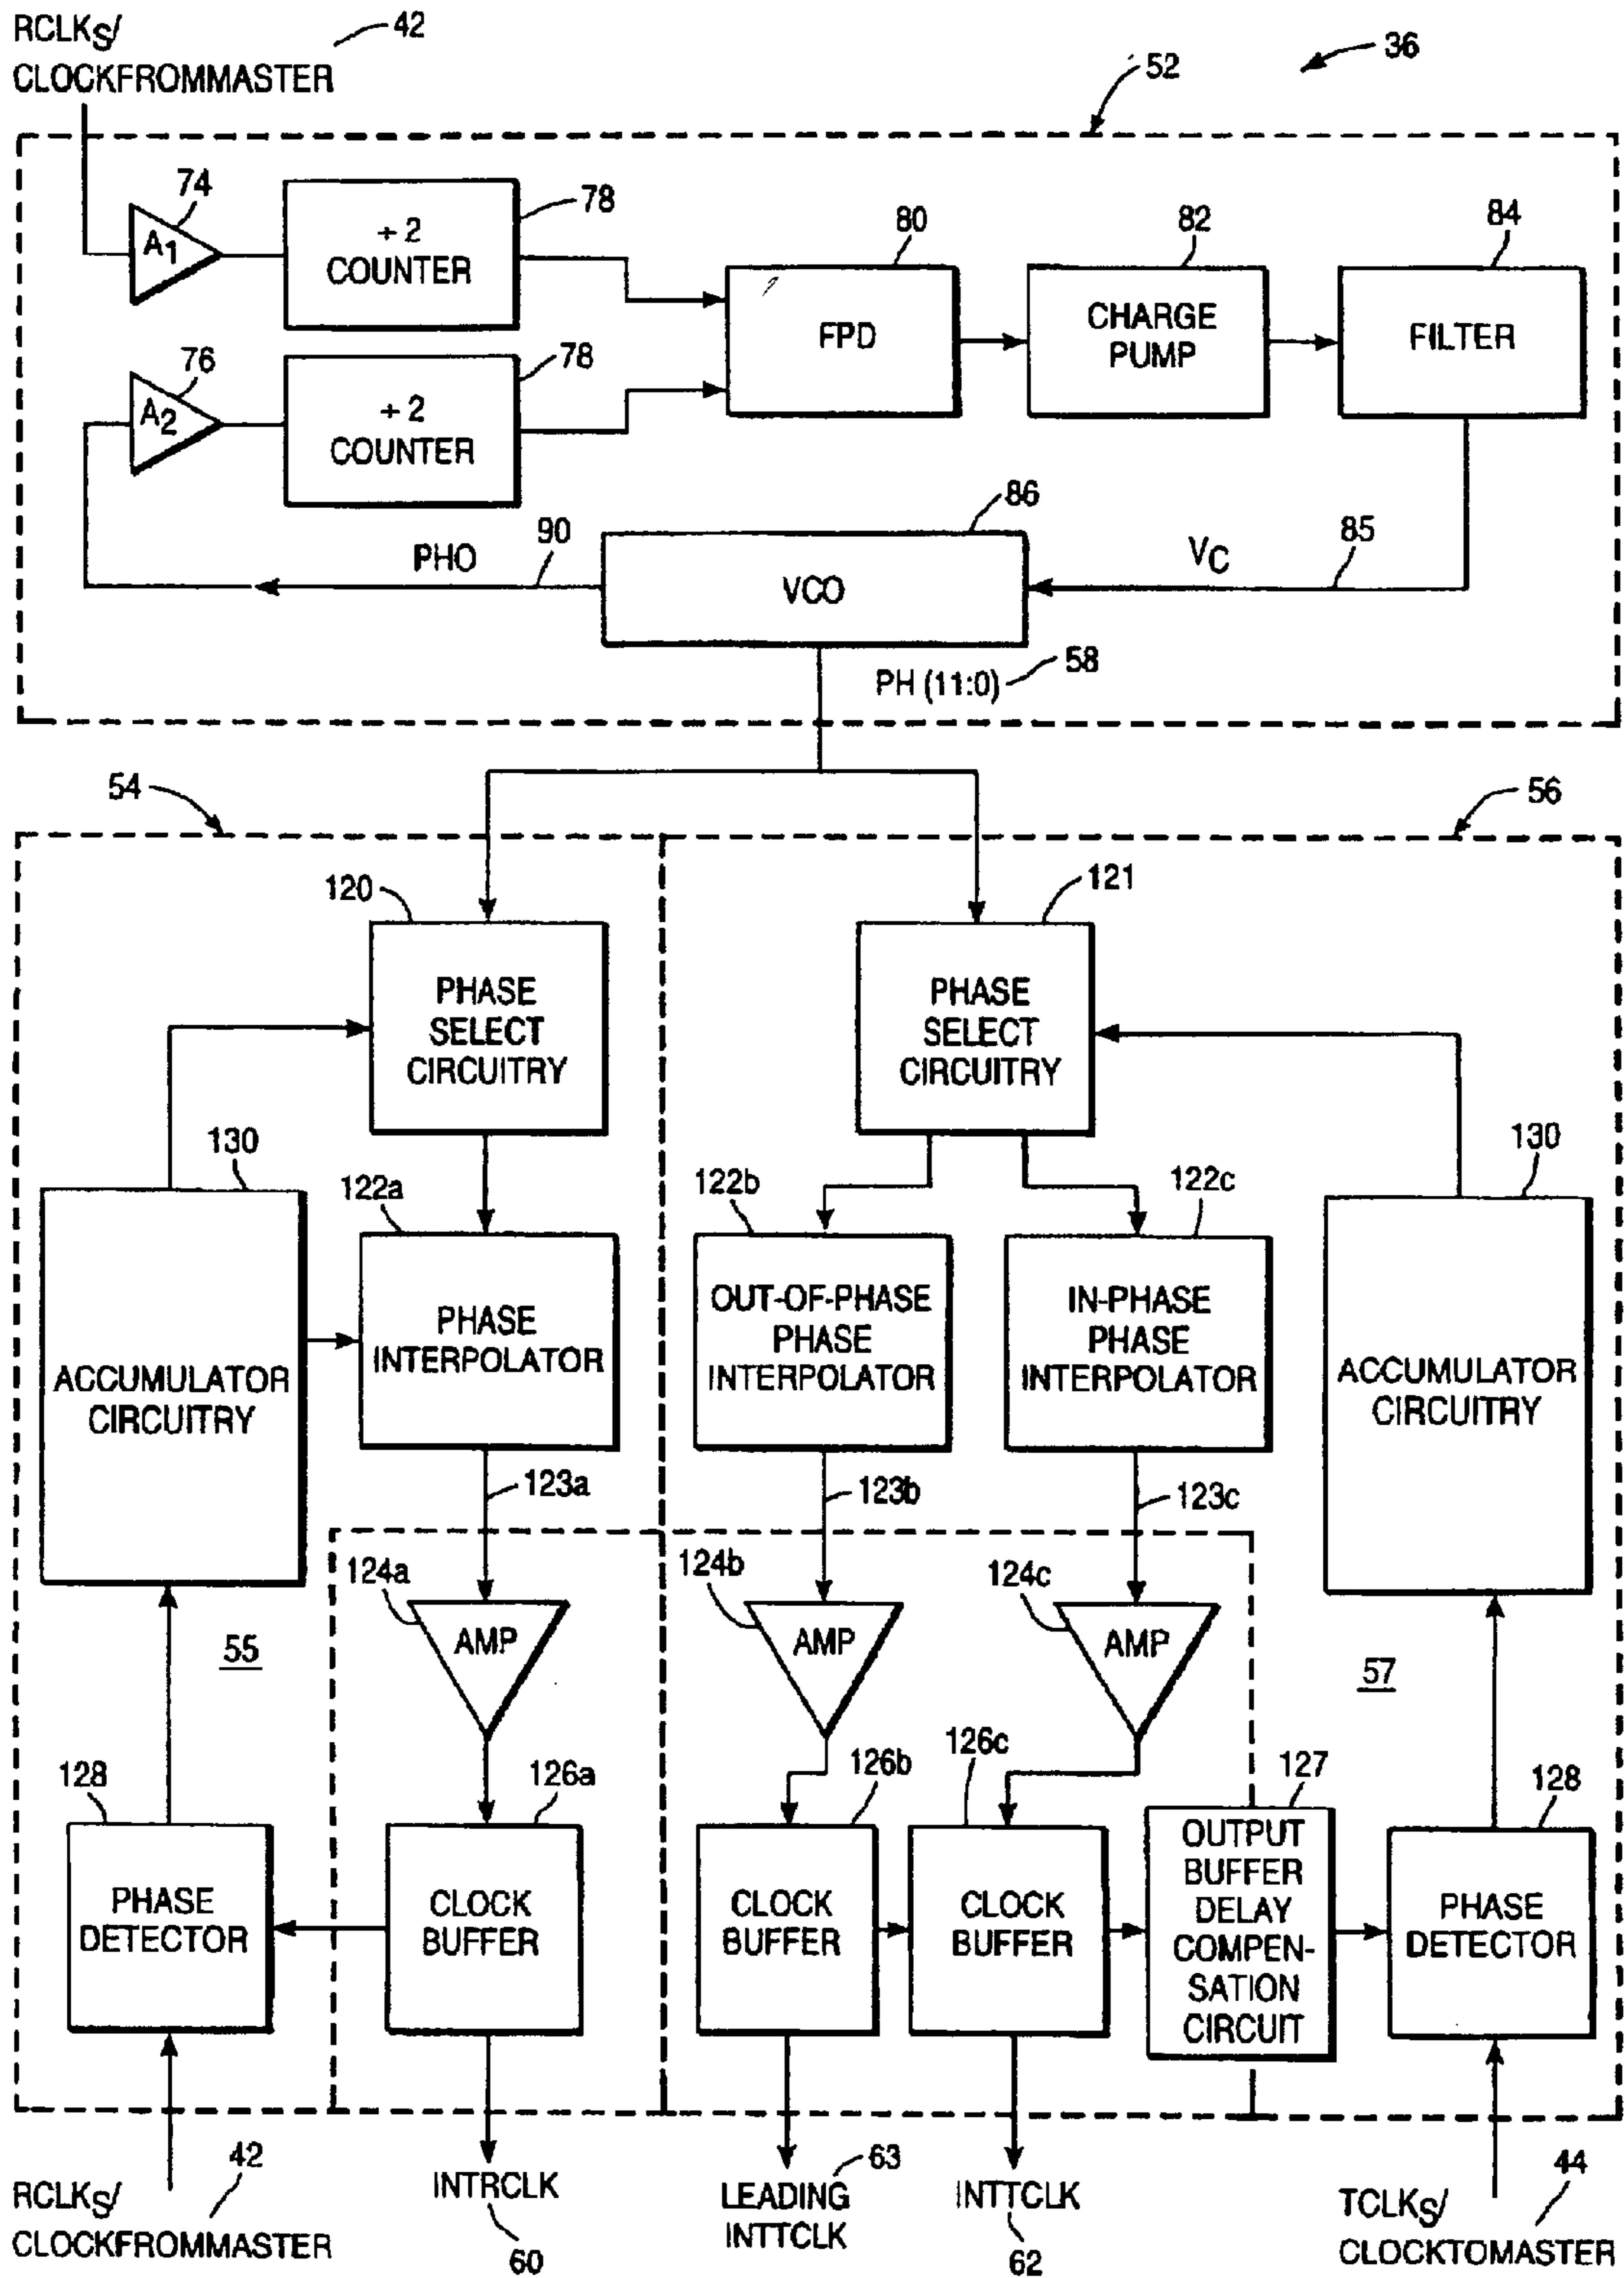 RCLKS/
CLOCKFROMMASTER
42
36
52
74
A1
÷ 2
COUNTER
78
80
FPD
82
CHARGE
PUMP
84
FILTER
76
A2
÷ 2
COUNTER
78
86
VCO
PHO
90
VC
85
PH (11:0)
58
54
56
120
PHASE
SELECT
CIRCUITRY
121
PHASE
SELECT
CIRCUITRY
130
ACCUMULATOR
CIRCUITRY
122a
PHASE
INTERPOLATOR
122b
OUT-OF-PHASE
PHASE
INTERPOLATOR
122c
IN-PHASE
PHASE
INTERPOLATOR
130
ACCUMULATOR
CIRCUITRY
123a
123b
123c
124a
AMP
124b
AMP
124c
AMP
55
57
128
PHASE
DETECTOR
126a
CLOCK
BUFFER
126b
CLOCK
BUFFER
126c
CLOCK
BUFFER
127
OUTPUT
BUFFER
DELAY
COMPEN-
SATION
CIRCUIT
128
PHASE
DETECTOR
RCLKS/
CLOCKFROMMASTER
42
INTRCLK
60
LEADING
INTTCLK
63
INTTCLK
62
TCLKS/
CLOCKTOMASTER
44